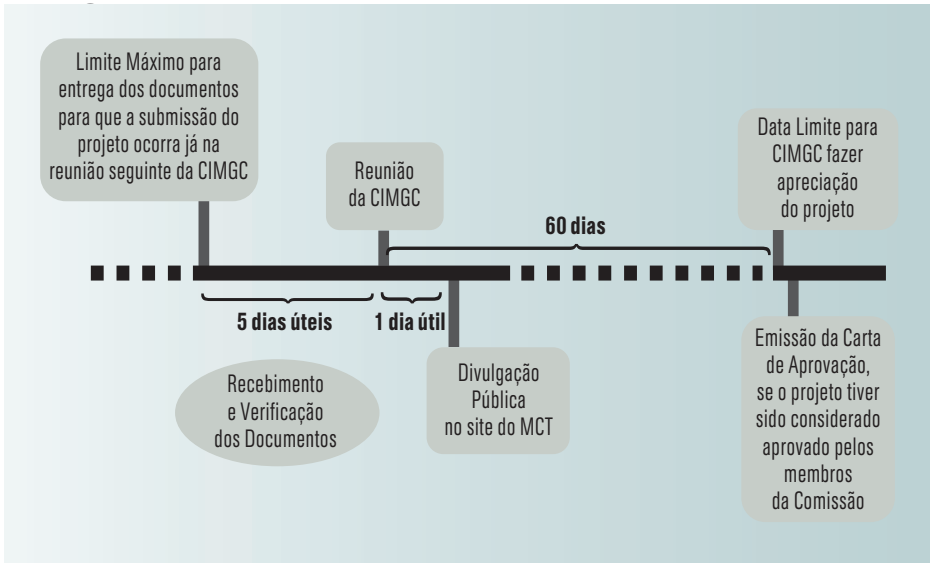 Limite Máximo para
entrega dos documentos
para que a submissão do
projeto ocorra já na
reunião seguinte da CIMGC
Reunião
da CIMGC
Data Limite para
CIMGC fazer
apreciação
do projeto
60 dias
5 dias úteis
1 dia útil
Recebimento
e Verificação
dos Documentos
Divulgação
Pública
no site do MCT
Emissão da Carta
de Aprovação,
se o projeto tiver
sido considerado
aprovado pelos
membros
da Comissão